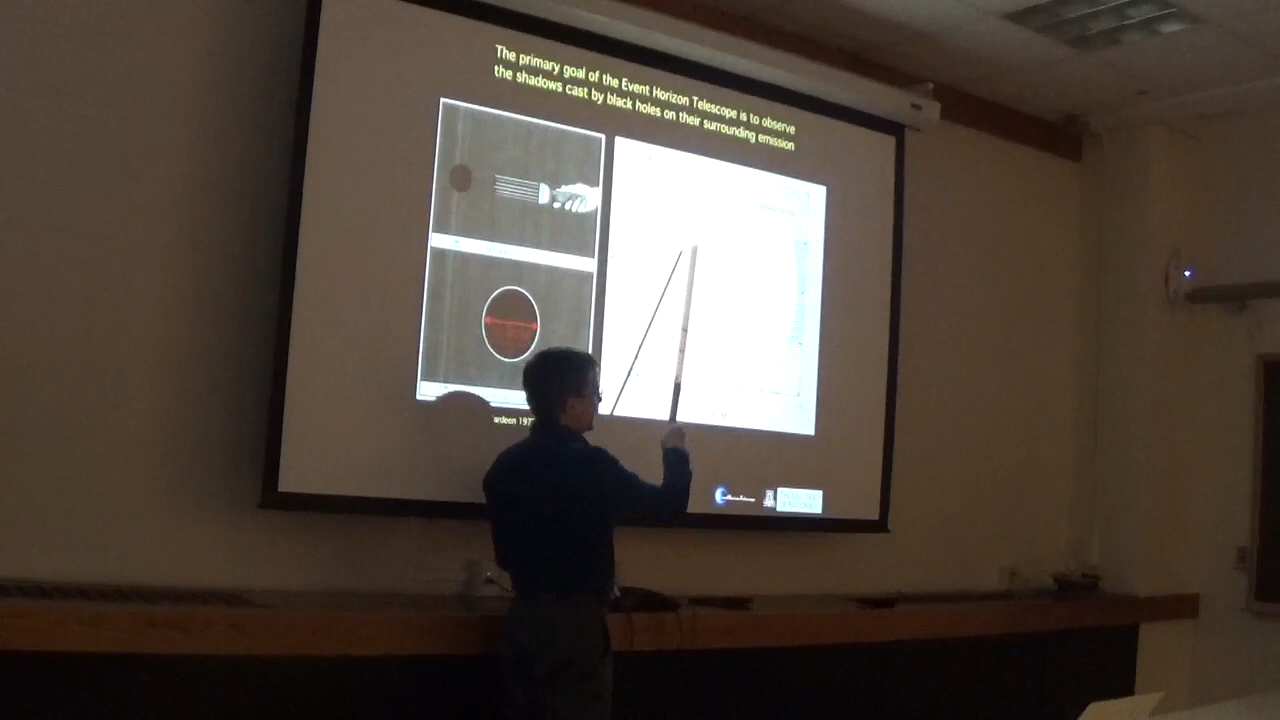 The primary goal of the Event Horizon Telescope is to observe
the shadows cast by black holes on their surrounding emission